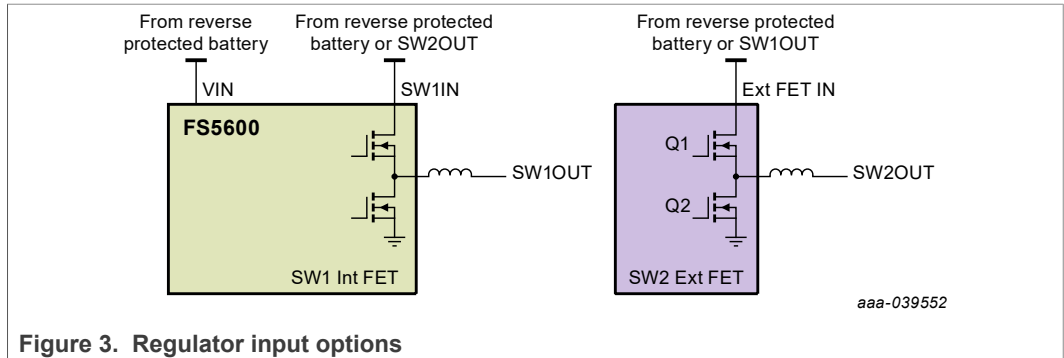 From reverse
protected battery
From reverse protected
battery or SW2OUT
From reverse protected
battery or SW1OUT
VIN
SW1IN
Ext FET IN
FS5600
Q1
SW1OUT
SW2OUT
Q2
SW1 Int FET
SW2 Ext FET
aaa-039552
Figure 3. Regulator input options